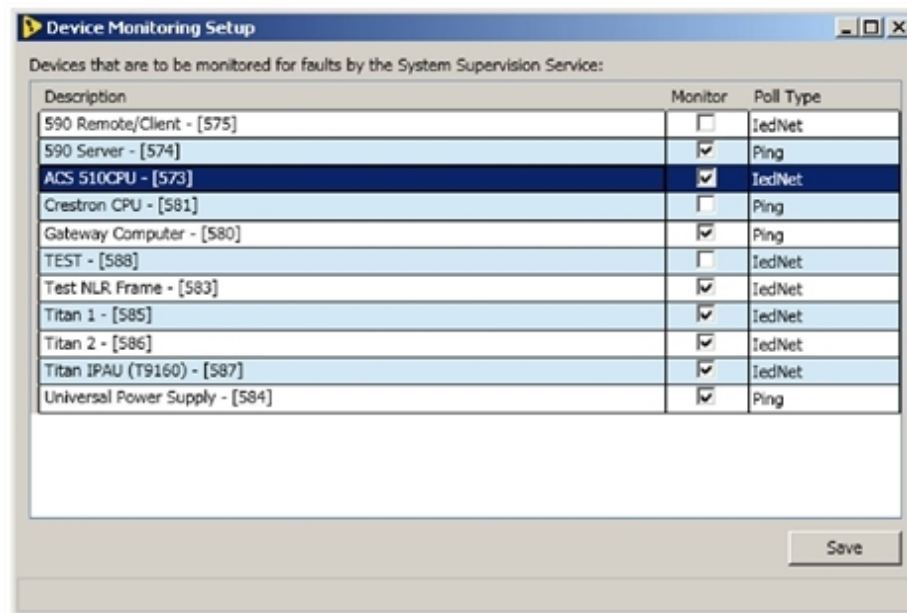 Device Monitoring Setup
Devices that are to be monitored for faults by the System Supervision Service:
Description Monitor Poll Type
590 Remote/Client - [575] IedNet
590 Server - [574] Ping
ACS 510CPU - [573] IedNet
Crestron CPU - [581] Ping
Gateway Computer - [580] Ping
TEST - [588] IedNet
Test NLR Frame - [583] IedNet
Titan 1 - [585] IedNet
Titan 2 - [586] IedNet
Titan IPAU (T9160) - [587] IedNet
Universal Power Supply - [584] Ping
Save